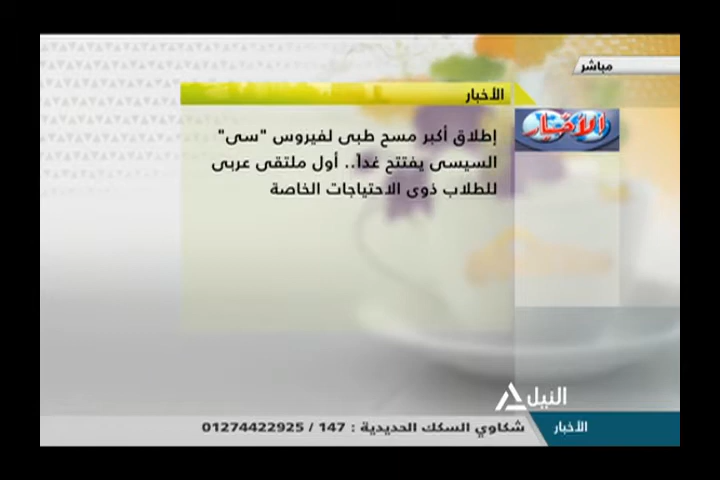 مباشر
الأخبار
الأخبار
إطلاق أكبر مسح طبى لفيروس "سى"
السيسى يفتتح غداً.. أول ملتقى عربى
للطلاب ذوى الاحتياجات الخاصة
النيل
الأخبار
شكاوي السكك الحديدية : 147 / 01274422925